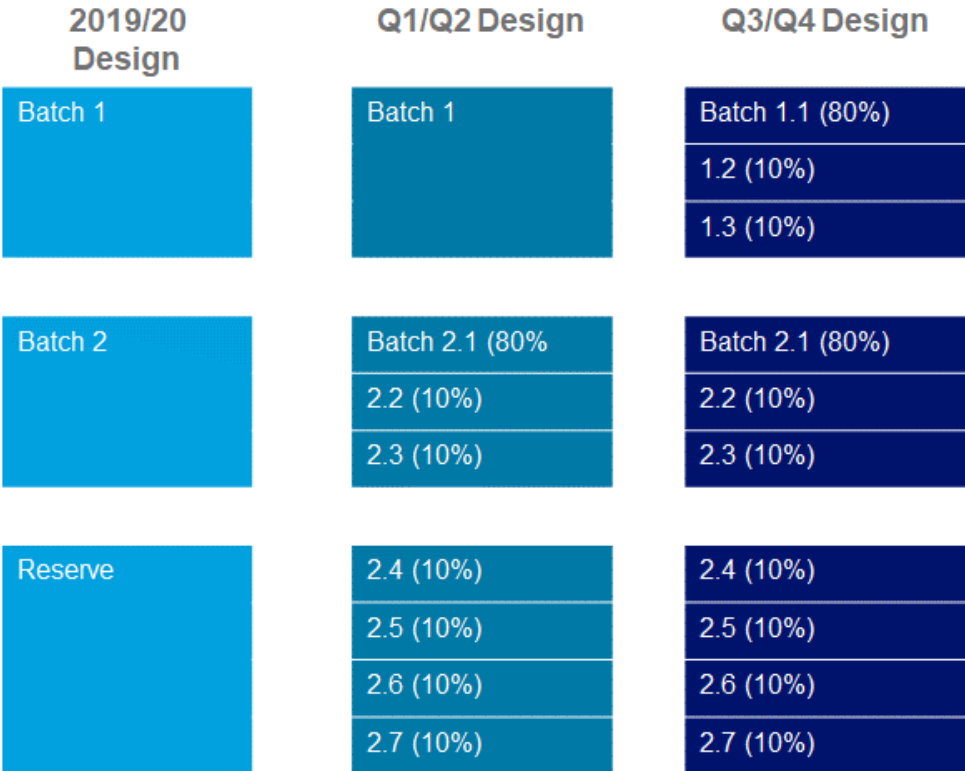 2019/20
Design
Q1/Q2 Design
Q3/Q4 Design
Batch 1
Batch 1
Batch 1.1 (80%)
1.2 (10%)
1.3 (10%)
Batch 2
Batch 2.1 (80%
Batch 2.1 (80%)
2.2 (10%)
2.2 (10%)
2.3 (10%)
2.3 (10%)
Reserve
2.4 (10%)
2.4 (10%)
2.5 (10%)
2.5 (10%)
2.6 (10%)
2.6 (10%)
2.7 (10%)
2.7 (10%)